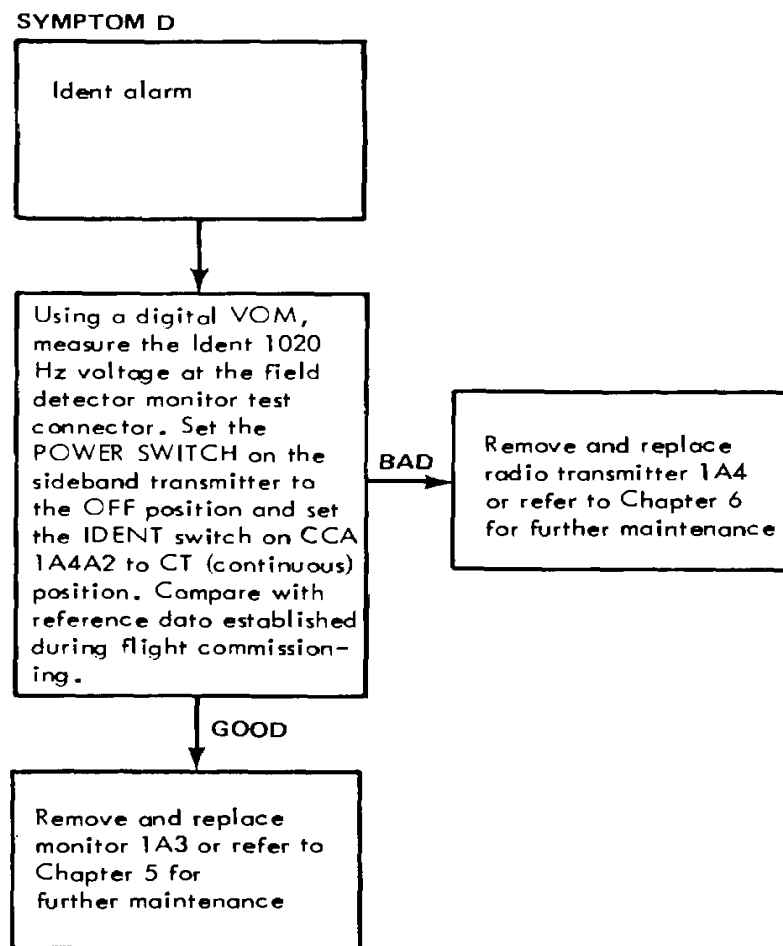 SYMPTOM D
Ident alarm
Using a digital VOM,
measure the Ident 1020
Hz voltage at the field
detector monitor test
connector. Set the
POWER SWITCH on the
sideband transmitter to
the OFF position and set
the IDENT switch on CCA
1A4A2 to CT (continuous)
position. Compare with
reference data established
during flight commission-
ing.
BAD
Remove and replace
radio transmitter 1A4
or refer to Chapter 6
for further maintenance
GOOD
Remove and replace
monitor 1A3 or refer to
Chapter 5 for
further maintenance